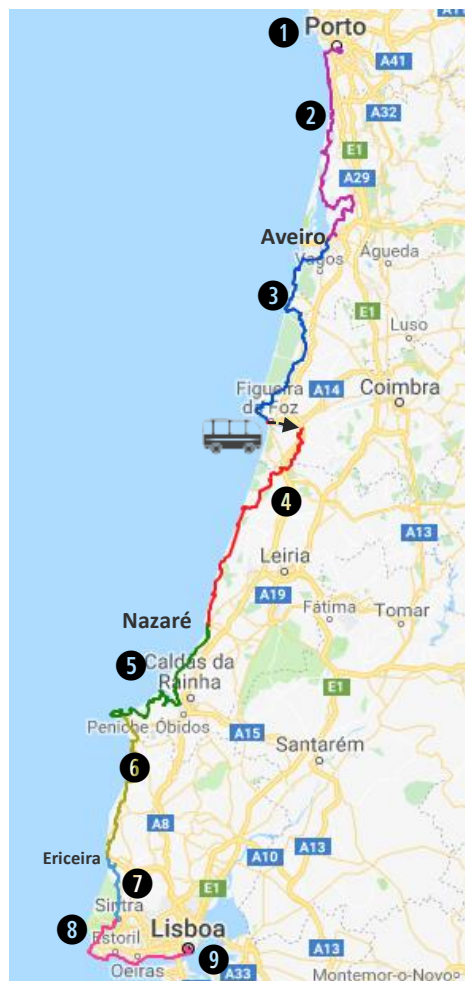 1
Porto
A41
2
A32
E1
A29
Aveiro
Vagos
Águeda
3
E1
Luso
A14
Figueira
da Foz
Coimbra
4
A13
Leiria
A19
Nazaré
Fátima
Tomar
5
Caldas da
Rainha
E1
Peniche
Óbidos
A15
Santarém
6
A8
Ericeira
A10
A13
7
E1
Sintra
8
Lisboa
Estoril
9
A13
Oeiras
A33
Montemor-o-Novo